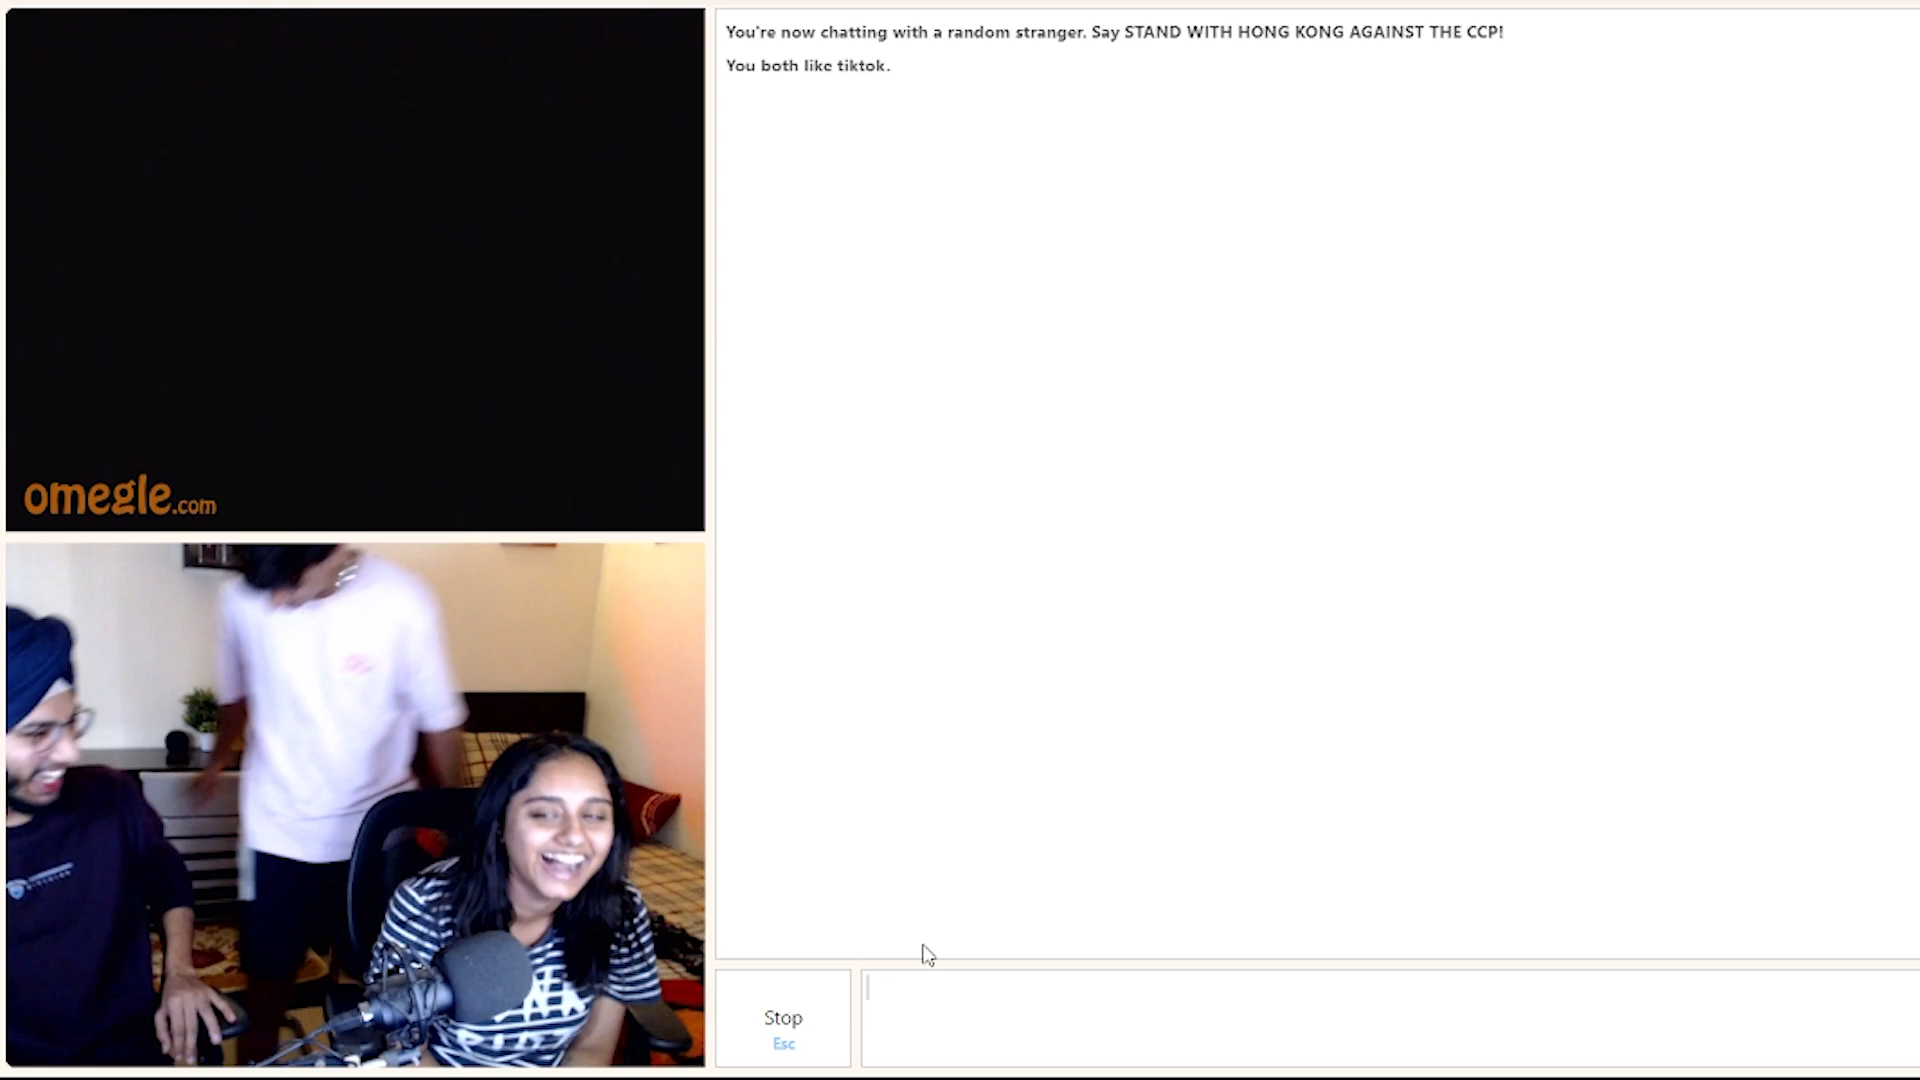 You're now chatting with a random stranger. Say STAND WITH HONG KONG AGAINST THE CCP!
You both like tiktok.
omegle.com
Stop
Esc